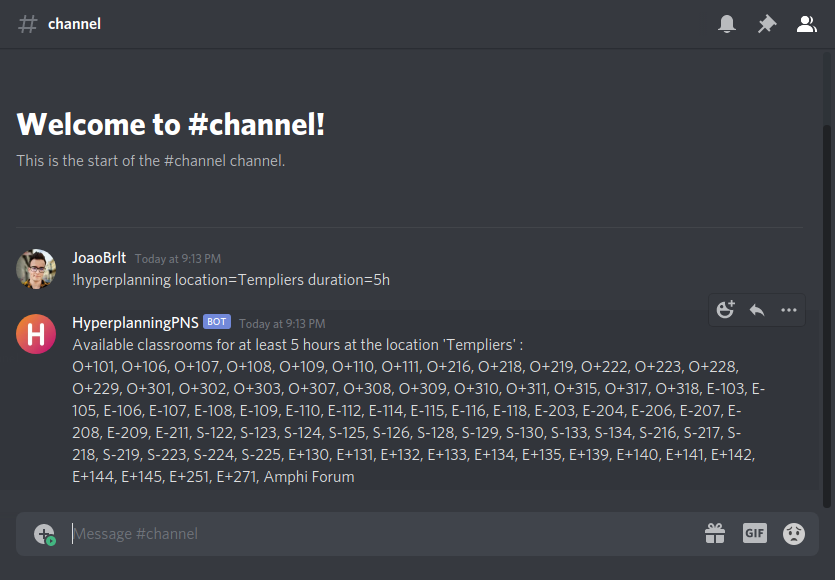 channel
Welcome to #channel!
This is the start of the #channel channel.
JoaoBrlt Today at 9:13 PM
!hyperplanning location=Templiers duration=5h
H
HyperplanningPNS BOT Today at 9:13 PM
Available classrooms for at least 5 hours at the location 'Templiers' :
O+101, O+106, O+107, O+108, O+109, O+110, O+111, O+216, O+218, O+219, O+222, O+223, O+228,
O+229, O+301, O+302, O+303, O+307, O+308, O+309, O+310, O+311, O+315, O+317, O+318, E-103, E-
105, E-106, E-107, E-108, E-109, E-110, E-112, E-114, E-115, E-116, E-118, E-203, E-204, E-206, E-207, E-
208, E-209, E-211, S-122, S-123, S-124, S-125, S-126, S-128, S-129, S-130, S-133, S-134, S-216, S-217, S-
218, S-219, S-223, S-224, S-225, E+130, E+131, E+132, E+133, E+134, E+135, E+139, E+140, E+141, E+142,
E+144, E+145, E+251, E+271, Amphi Forum
Message #channel
GIF